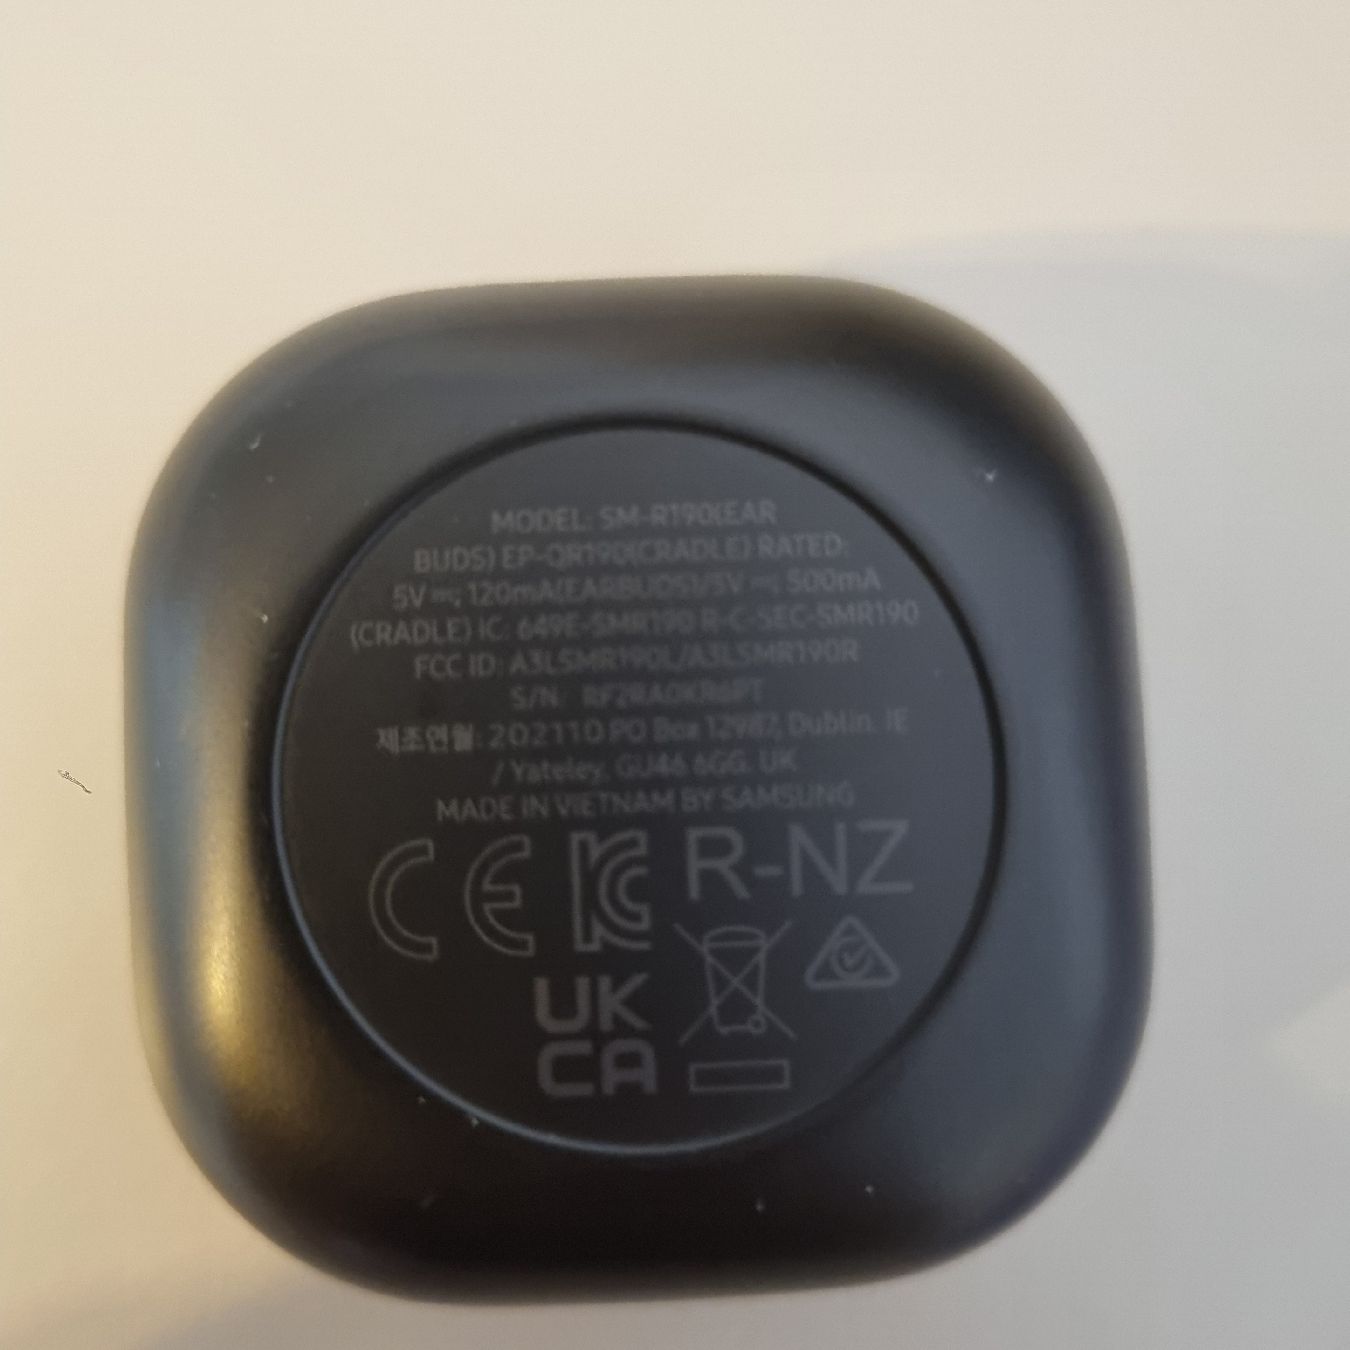 MODEL: SM-R190(EAR
BUDS) EP-QR190(CRADLE) RATED:
5V ⎓; 120mA(EARBUDS)/5V ⎓; 500mA
(CRADLE) IC: 649E-SMR190 R-C-SEC-SMR190
FCC ID: A3LSMR190L/A3LSMR190R
S/N:
제조연월: 202110 PO Box 12987, Dublin. IE
/ Yateley, GU46 6GG. UK
MADE IN VIETNAM BY SAMSUNG
CE KC R-NZ
UK
CA